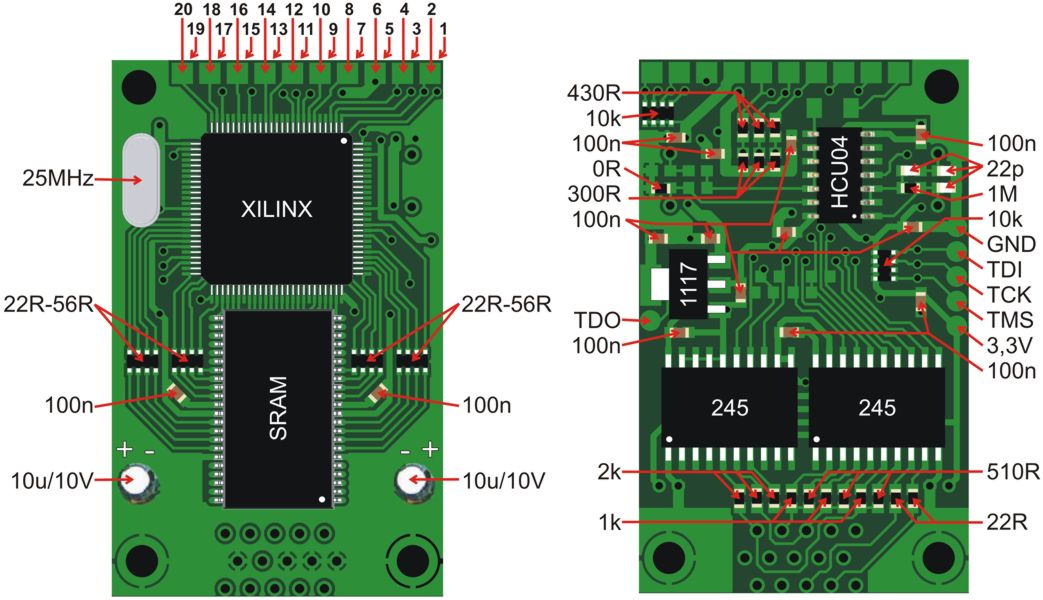 20 18 16 14 12 10 8 6 4 2
19 17 15 13 11 9 7 5 3 1
25MHz
XILINX
22R-56R
22R-56R
SRAM
100n
100n
+ -
- +
10u/10V
10u/10V
430R
10k
100n
0R
300R
100n
HCU04
100n
22p
1M
10k
GND
TDI
TCK
TMS
3,3V
100n
1117
TDO
100n
245
245
2k
1k
510R
22R